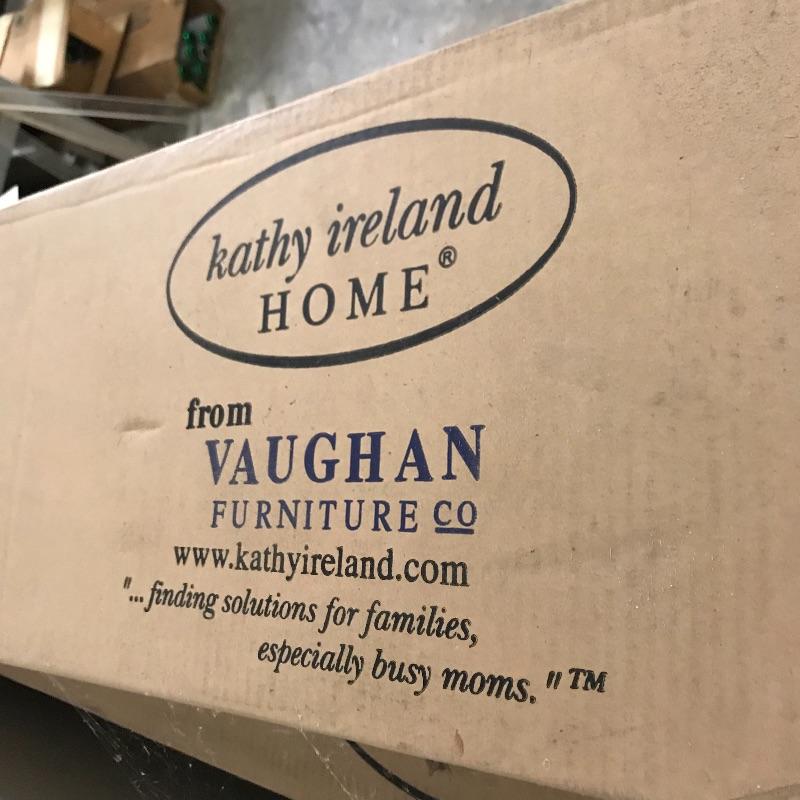 kathy ireland
HOME®
from
VAUGHAN
FURNITURE CO
www.kathyireland.com
"... finding solutions for families,
especially busy moms."™